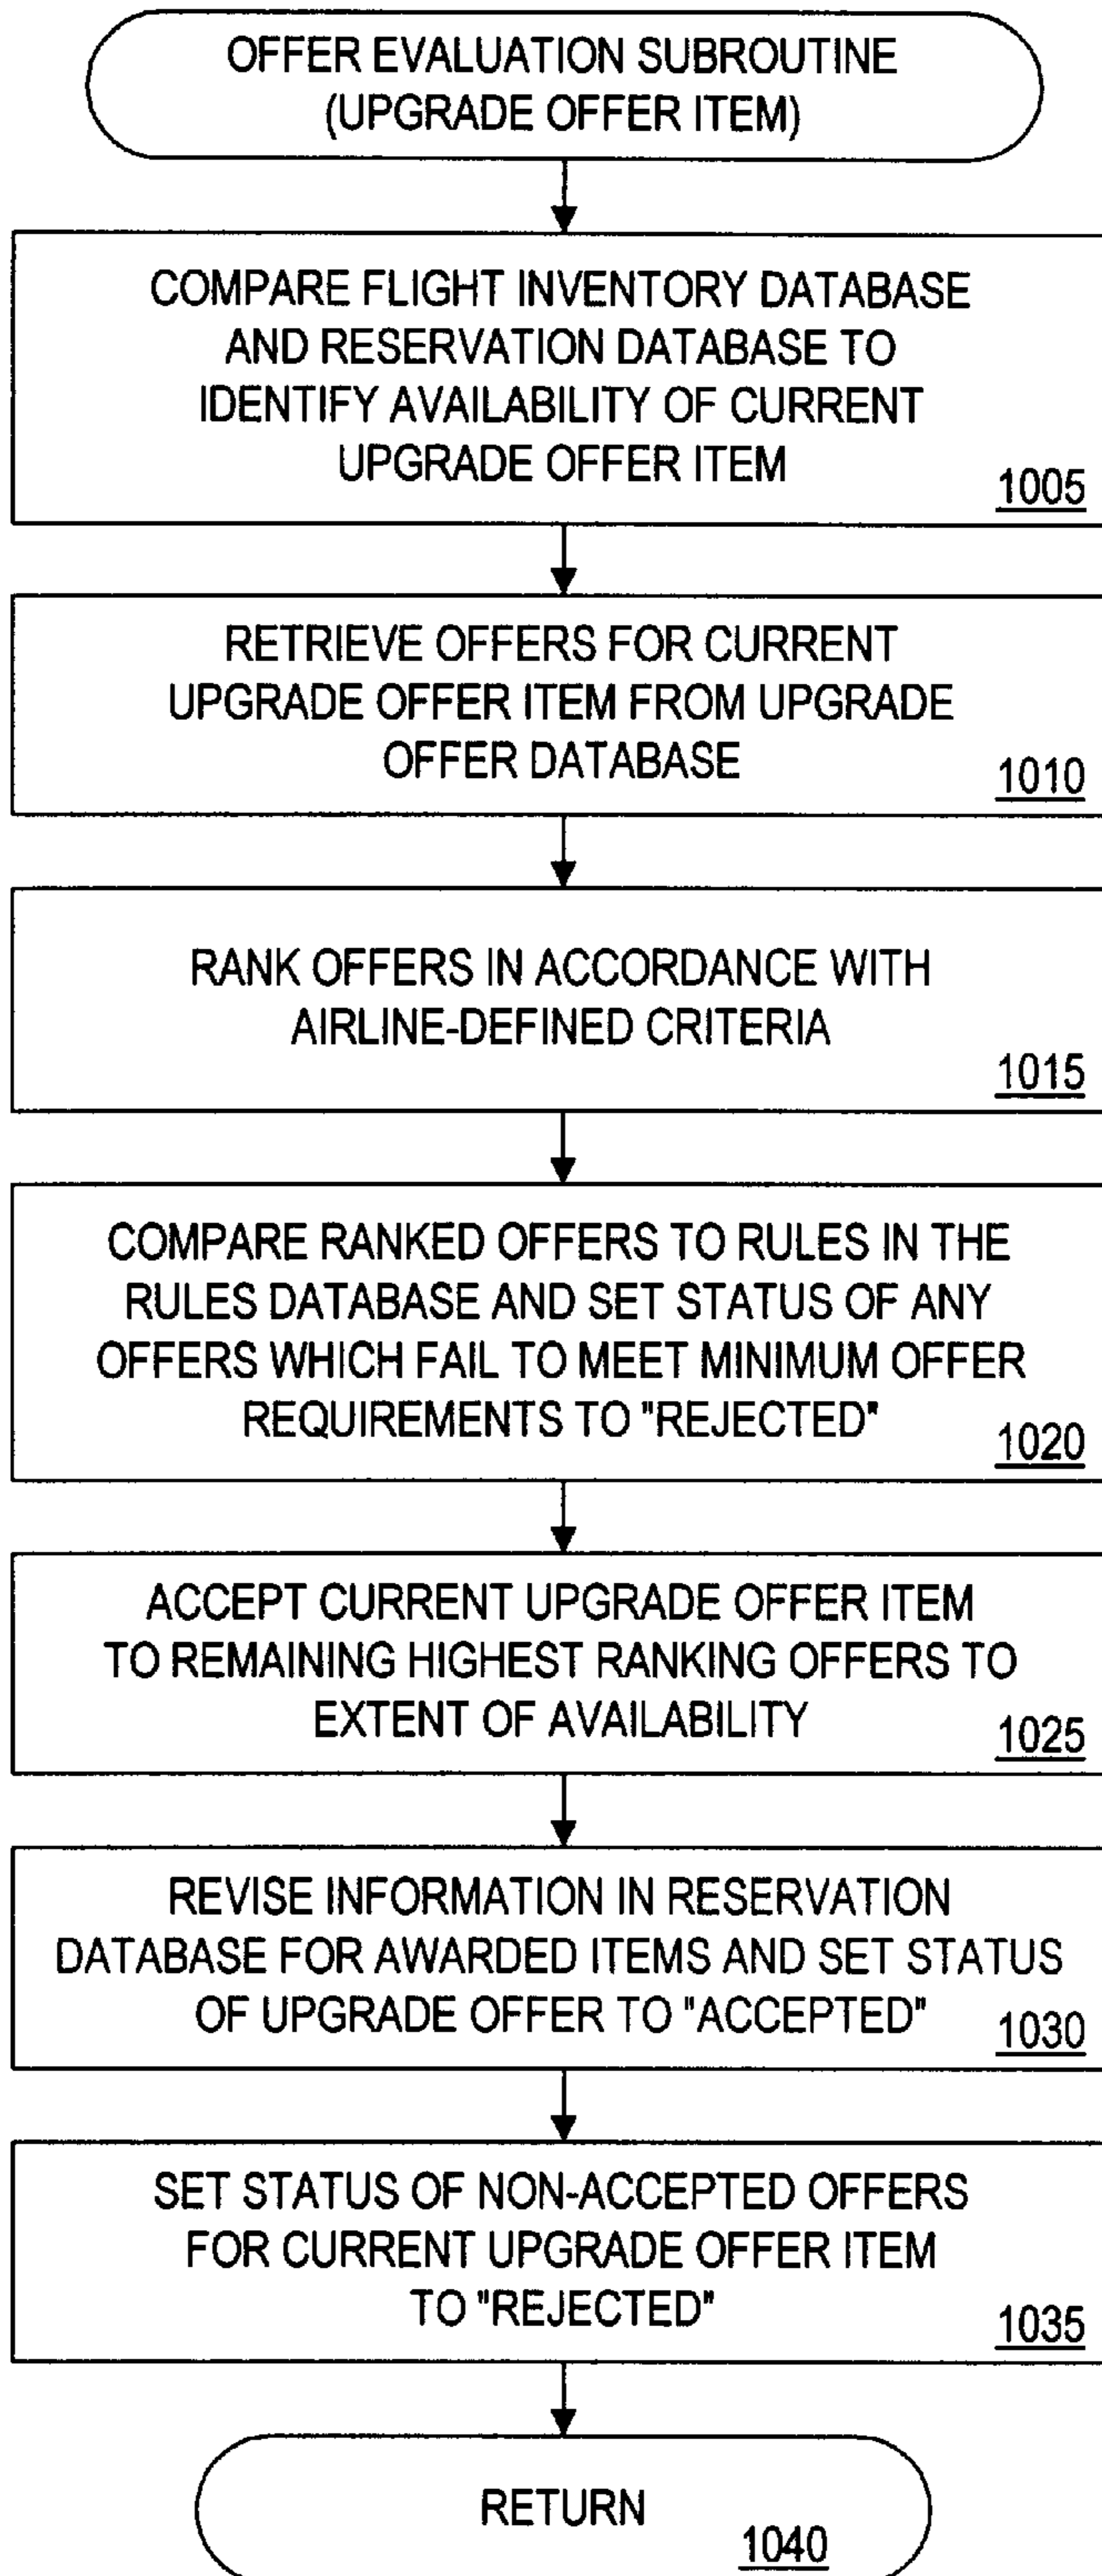 OFFER EVALUATION SUBROUTINE
(UPGRADE OFFER ITEM)
COMPARE FLIGHT INVENTORY DATABASE
AND RESERVATION DATABASE TO
IDENTIFY AVAILABILITY OF CURRENT
UPGRADE OFFER ITEM
1005
RETRIEVE OFFERS FOR CURRENT
UPGRADE OFFER ITEM FROM UPGRADE
OFFER DATABASE
1010
RANK OFFERS IN ACCORDANCE WITH
AIRLINE-DEFINED CRITERIA
1015
COMPARE RANKED OFFERS TO RULES IN THE
RULES DATABASE AND SET STATUS OF ANY
OFFERS WHICH FAIL TO MEET MINIMUM OFFER
REQUIREMENTS TO "REJECTED"
1020
ACCEPT CURRENT UPGRADE OFFER ITEM
TO REMAINING HIGHEST RANKING OFFERS TO
EXTENT OF AVAILABILITY
1025
REVISE INFORMATION IN RESERVATION
DATABASE FOR AWARDED ITEMS AND SET STATUS
OF UPGRADE OFFER TO "ACCEPTED"
1030
SET STATUS OF NON-ACCEPTED OFFERS
FOR CURRENT UPGRADE OFFER ITEM
TO "REJECTED"
1035
RETURN
1040